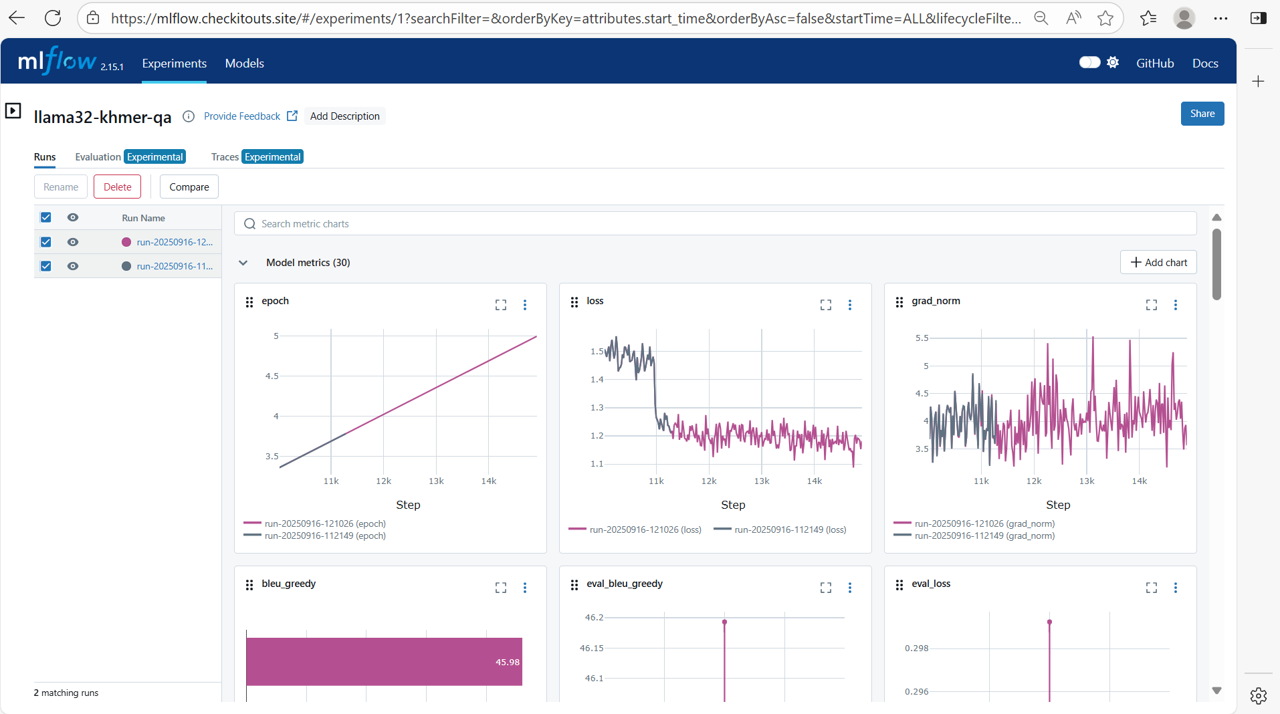 https://mlflow.checkitouts.site/#/experiments/1?searchFilter=&orderByKey=attributes.start_time&orderByAsc=false&startTime=ALL&lifecycleFilte...
mlflow 2.15.1 Experiments Models GitHub Docs
llama32-khmer-qa Provide Feedback Add Description Share
Runs Evaluation Experimental Traces Experimental
Rename Delete Compare
Run Name
run-20250916-12...
run-20250916-11...
Search metric charts
Model metrics (30) Add chart
epoch
5
4.5
4
3.5
11k 12k 13k 14k
Step
run-20250916-121026 (epoch)
run-20250916-112149 (epoch)
loss
1.5
1.4
1.3
1.2
1.1
11k 12k 13k 14k
Step
run-20250916-121026 (loss) run-20250916-112149 (loss)
grad_norm
5.5
5
4.5
4
3.5
11k 12k 13k 14k
Step
run-20250916-121026 (grad_norm)
run-20250916-112149 (grad_norm)
bleu_greedy
45.98
eval_bleu_greedy
46.2
46.15
46.1
eval_loss
0.298
0.296
2 matching runs